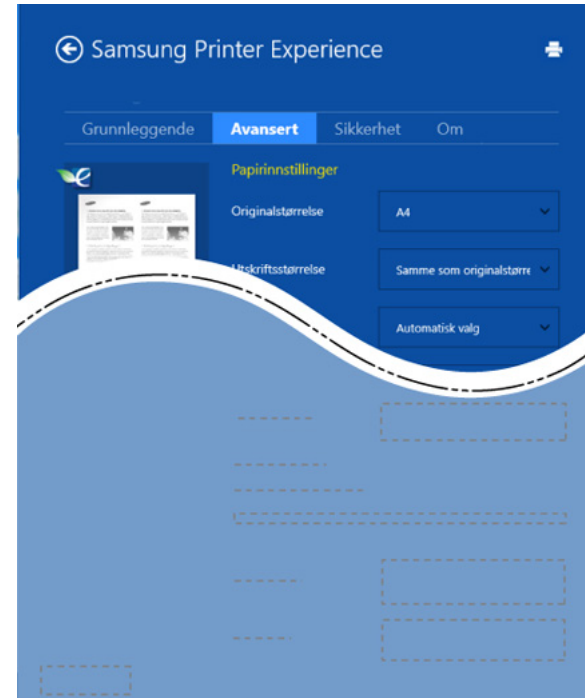 Samsung Printer Experience
Grunnleggende Avansert Sikkerhet Om
Papirinnstillinger
Originalstørrelse A4
Utskriftsstørrelse Samme som originalstørre
Automatisk valg